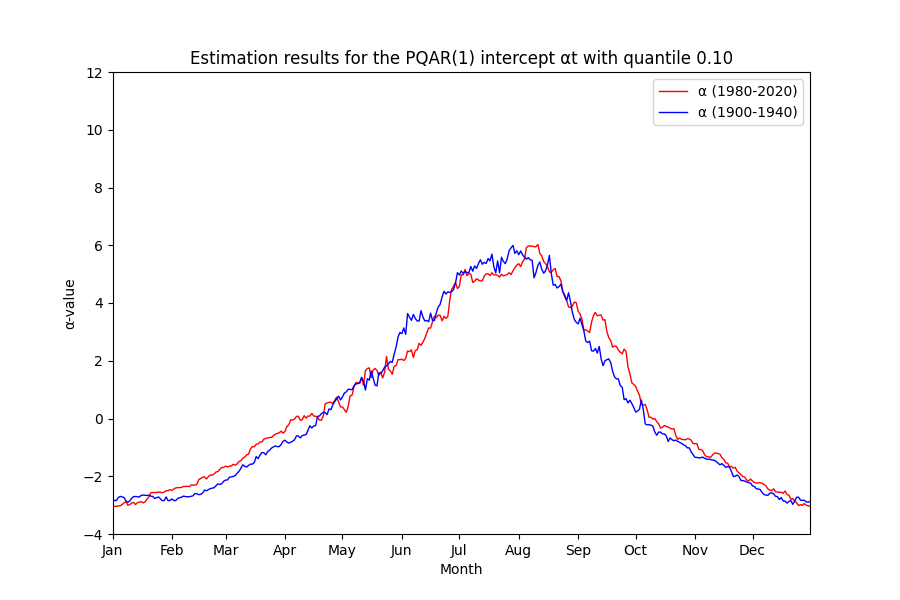 Estimation results for the PQAR(1) intercept αt with quantile 0.10
α (1980-2020)
α (1900-1940)
α-value
12
10
8
6
4
2
0
−2
−4
Jan Feb Mar Apr May Jun Jul Aug Sep Oct Nov Dec
Month